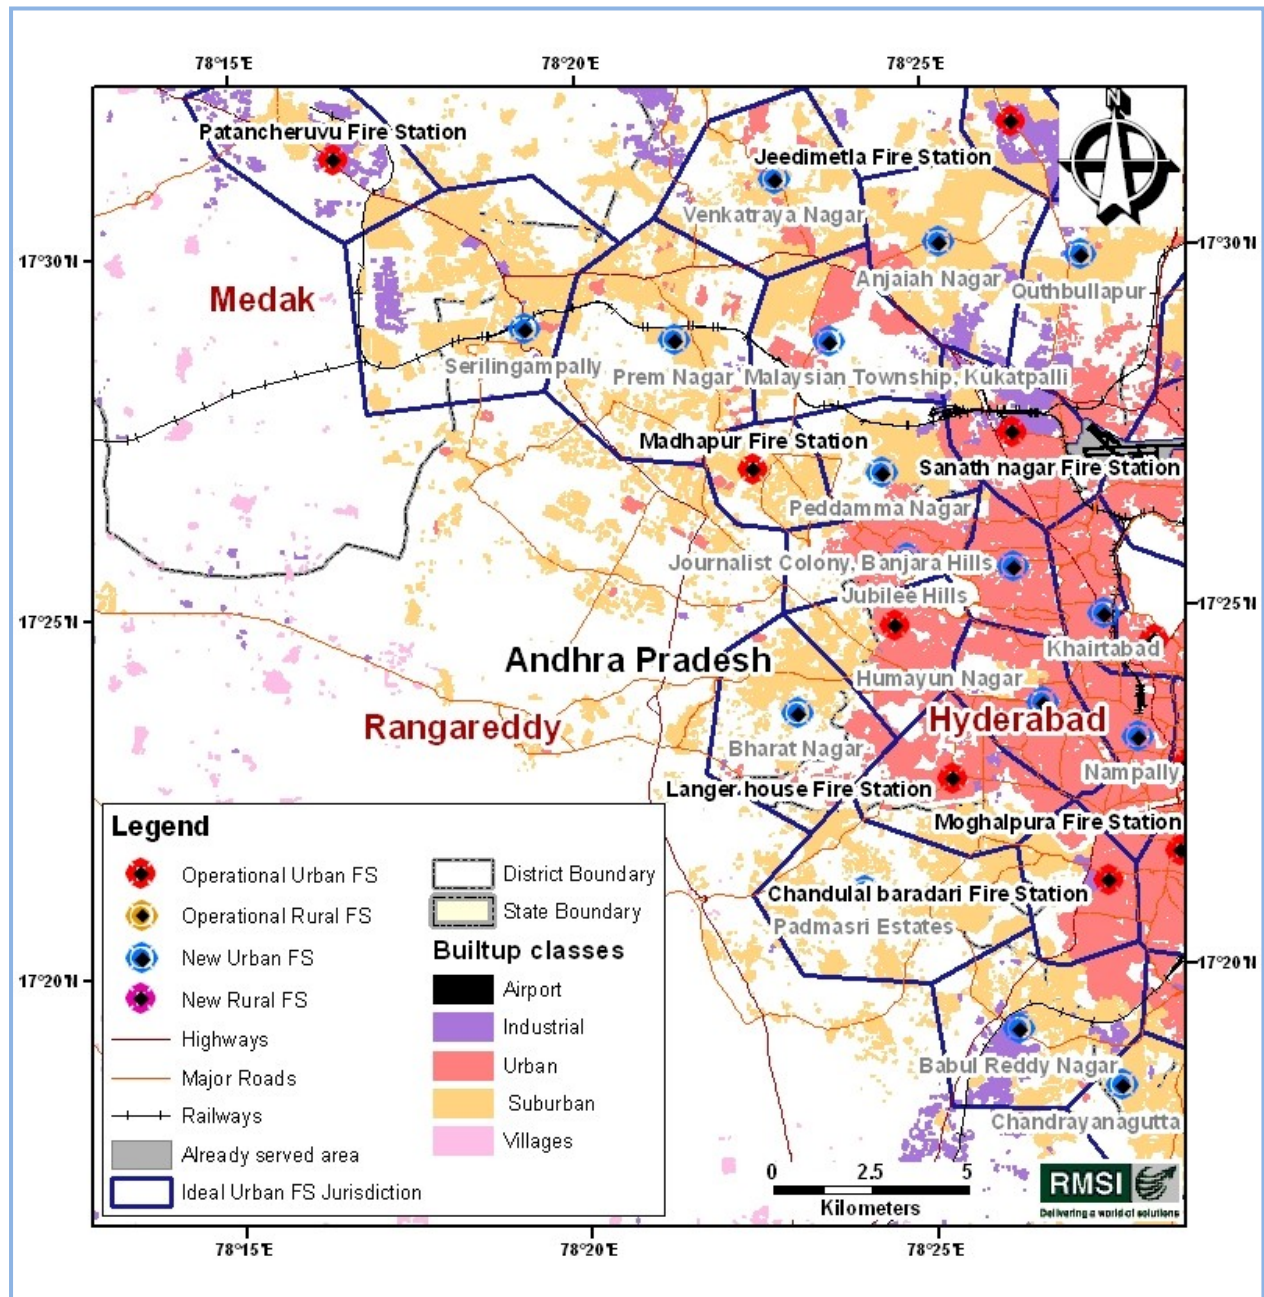 78°15'E 78°20'E 78°25'E
N
Patancheruvu Fire Station
Jeedimetla Fire Station
Venkatraya Nagar
17°30'N 17°30'N
Anjaiah Nagar
Quthbullapur
Medak
Serilingampally
Prem Nagar
Malaysian Township, Kukatpalli
Madhapur Fire Station
Sanath nagar Fire Station
Peddamma Nagar
Journalist Colony, Banjara Hills
Jubilee Hills
17°25'N 17°25'N
Khairtabad
Andhra Pradesh
Humayun Nagar
Rangareddy
Hyderabad
Bharat Nagar
Nampally
Langer house Fire Station
Moghalpura Fire Station
Chandulal baradari Fire Station
Padmasri Estates
17°20'N 17°20'N
Babul Reddy Nagar
Chandrayanagutta
Legend
Operational Urban FS
Operational Rural FS
New Urban FS
New Rural FS
Highways
Major Roads
Railways
Already served area
Ideal Urban FS Jurisdiction
District Boundary
State Boundary
Builtup classes
Airport
Industrial
Urban
Suburban
Villages
0 2.5 5
Kilometers
RMSI
Delivering a world of solutions
78°15'E 78°20'E 78°25'E